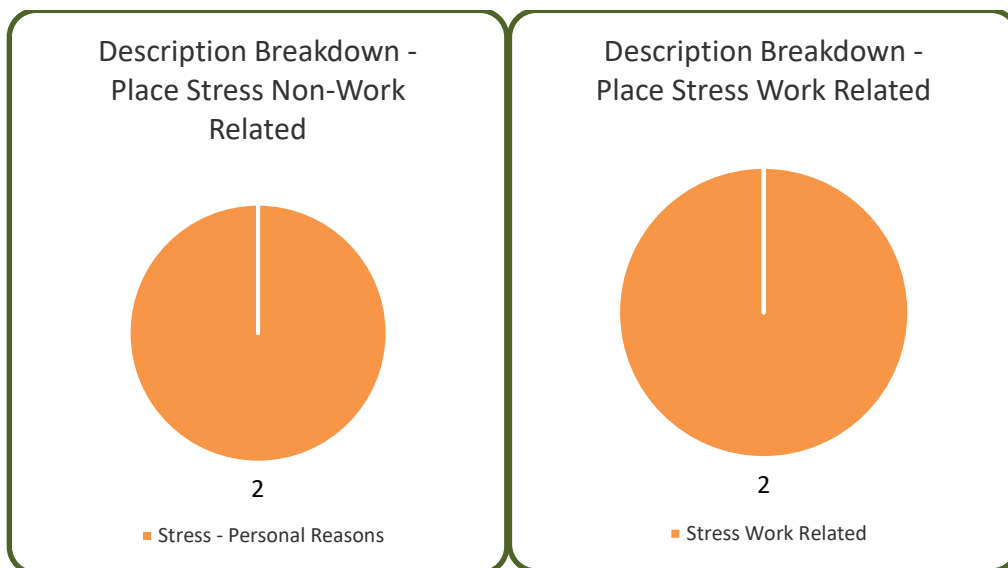 Description Breakdown -
Place Stress Non-Work
Related
2
Stress - Personal Reasons
Description Breakdown -
Place Stress Work Related
2
Stress Work Related